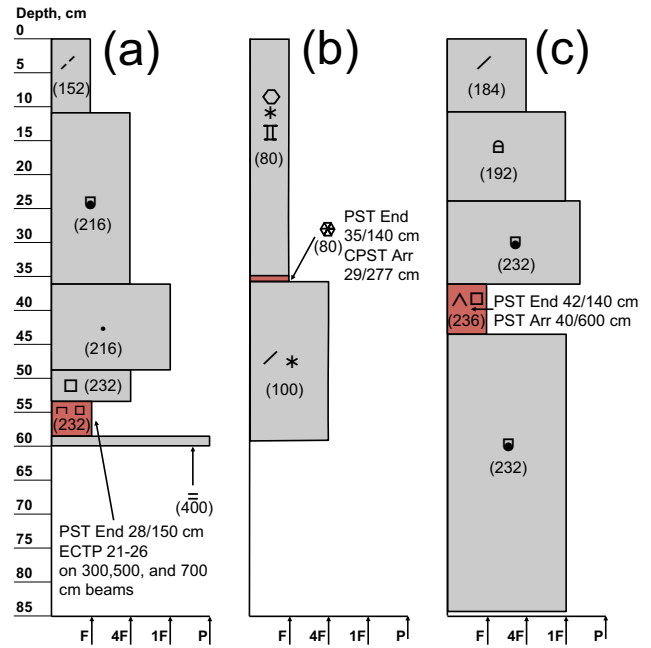 Depth, cm
0
5
10
15
20
25
30
35
40
45
50
55
60
65
70
75
80
85
(a)
(152)
(216)
(216)
(232)
(232)
(400)
PST End 28/150 cm
ECTP 21-26
on 300,500, and 700
cm beams
F 4F 1F P
(b)
(80)
(80)
PST End
35/140 cm
CPST Arr
29/277 cm
(100)
F 4F 1F P
(c)
(184)
(192)
(232)
(236)
PST End 42/140 cm
PST Arr 40/600 cm
(232)
F 4F 1F P